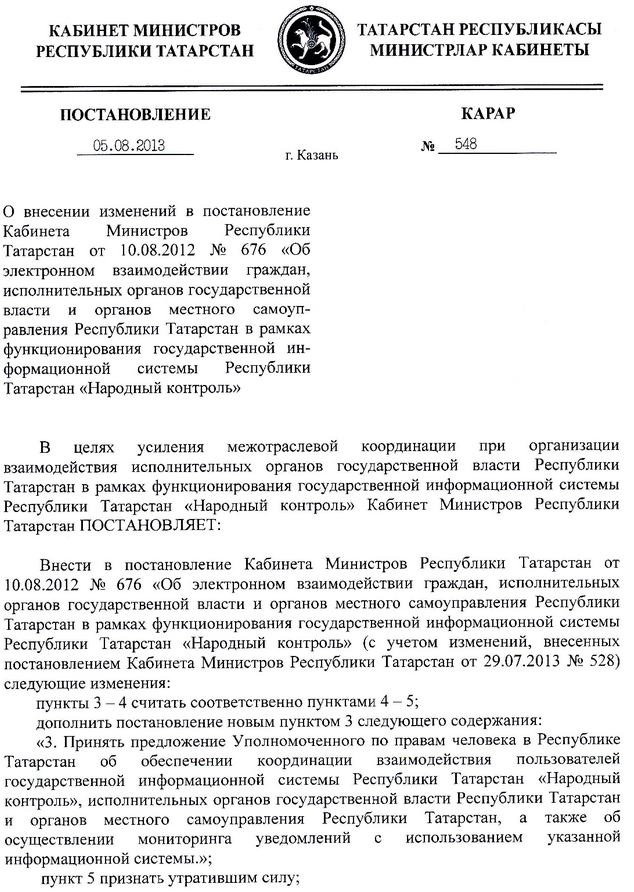 КАБИНЕТ МИНИСТРОВ
РЕСПУБЛИКИ ТАТАРСТАН
ТАТАРСТАН РЕСПУБЛИКАСЫ
МИНИСТРЛАР КАБИНЕТЫ
ТАТАРСТАН
ПОСТАНОВЛЕНИЕ
КАРАР
05.08.2013
г. Казань
№ 548
О внесении изменений в постановление
Кабинета Министров Республики
Татарстан от 10.08.2012 № 676 «Об
электронном взаимодействии граждан,
исполнительных органов государственной
власти и органов местного самоуп-
равления Республики Татарстан в рамках
функционирования государственной ин-
формационной системы Республики
Татарстан «Народный контроль»
В целях усиления межотраслевой координации при организации
взаимодействия исполнительных органов государственной власти Республики
Татарстан в рамках функционирования государственной информационной системы
Республики Татарстан «Народный контроль» Кабинет Министров Республики
Татарстан ПОСТАНОВЛЯЕТ:
Внести в постановление Кабинета Министров Республики Татарстан от
10.08.2012 № 676 «Об электронном взаимодействии граждан, исполнительных
органов государственной власти и органов местного самоуправления Республики
Татарстан в рамках функционирования государственной информационной системы
Республики Татарстан «Народный контроль» (с учетом изменений, внесенных
постановлением Кабинета Министров Республики Татарстан от 29.07.2013 № 528)
следующие изменения:
пункты 3 – 4 считать соответственно пунктами 4 – 5;
дополнить постановление новым пунктом 3 следующего содержания:
«3. Принять предложение Уполномоченного по правам человека в Республике
Татарстан об обеспечении координации взаимодействия пользователей
государственной информационной системы Республики Татарстан «Народный
контроль», исполнительных органов государственной власти Республики Татарстан
и органов местного самоуправления Республики Татарстан, а также об
осуществлении мониторинга уведомлений с использованием указанной
информационной системы.»;
пункт 5 признать утратившим силу;